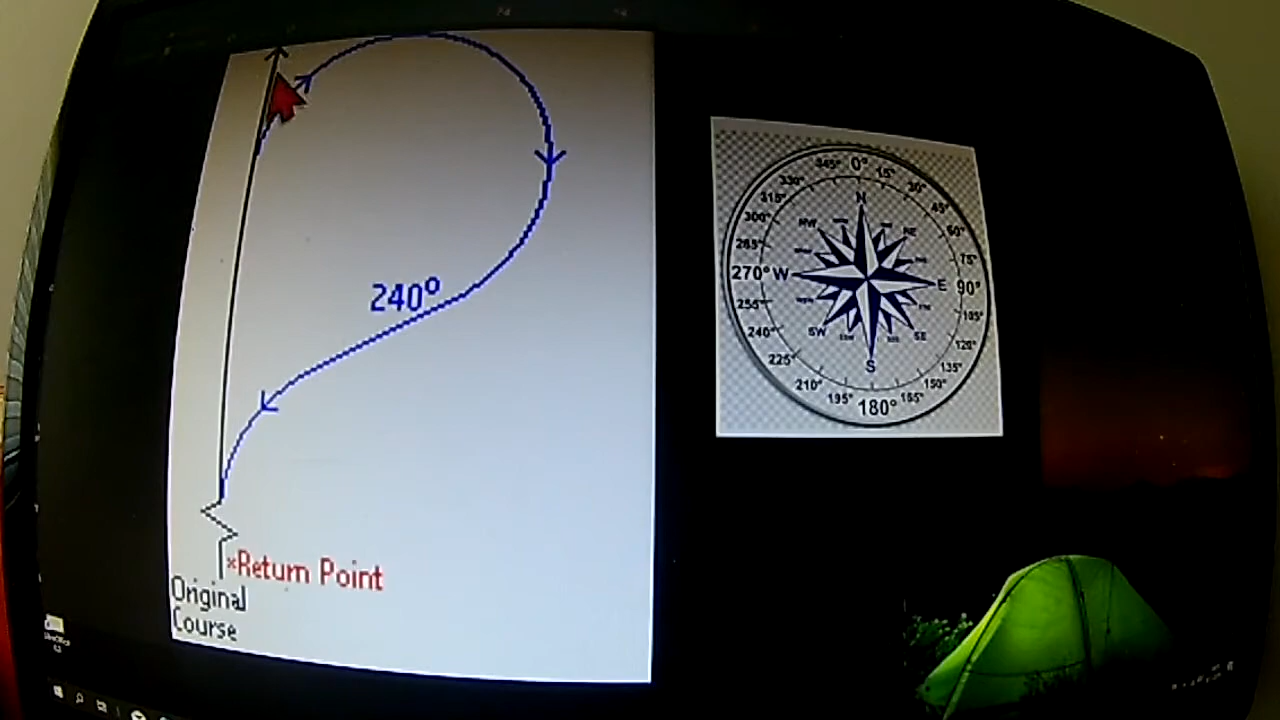 240°
×Return Point
Original
Course
345° 0° 15°
330° 30°
315° 45°
N
NW NE
300° 60°
285° 75°
270° W E 90°
255° 105°
240° 120°
SW SE
225° 135°
S
210° 150°
195° 180° 165°